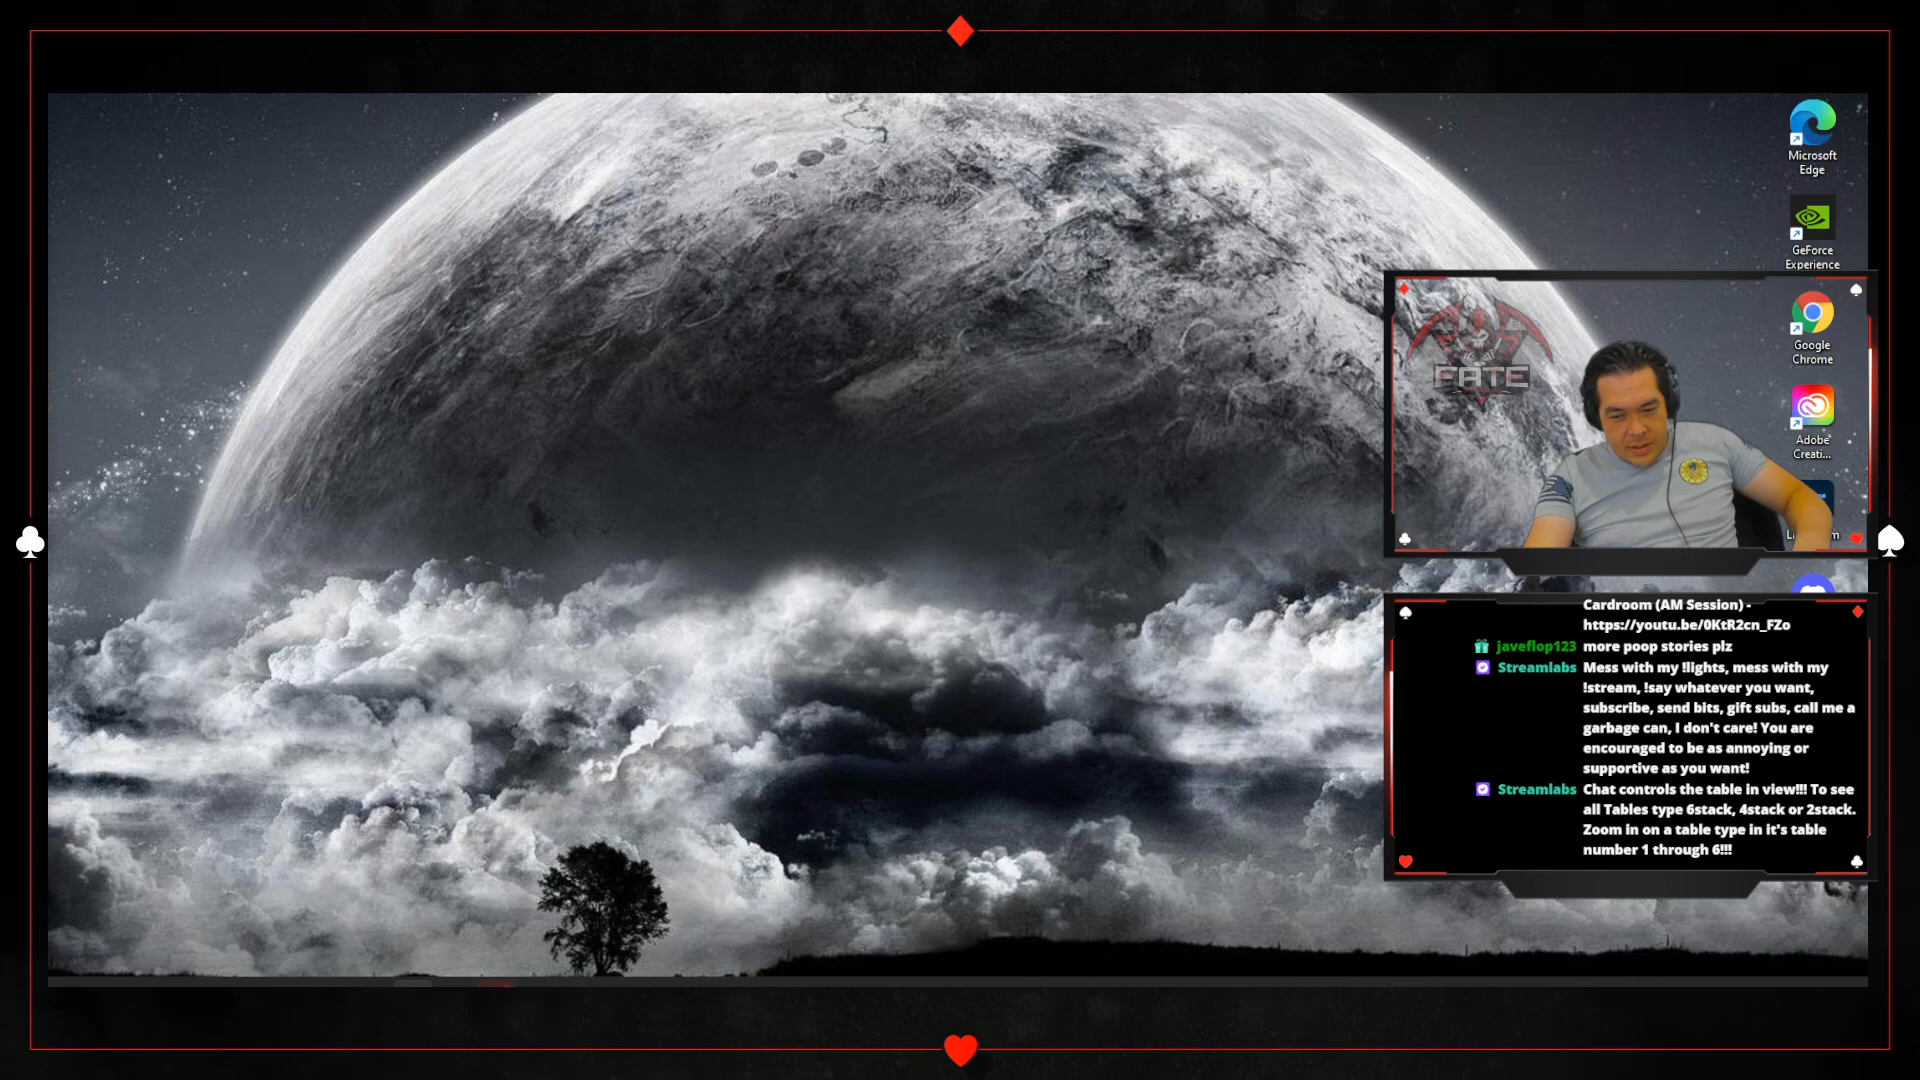 Microsoft
Edge
GeForce
Experience
Google
Chrome
FATE
Adobe
Creati...
Cardroom (AM Session) -
https://youtu.be/0KtR2cn_FZo
javeflop123 more poop stories plz
Streamlabs Mess with my !lights, mess with my
!stream, !say whatever you want,
subscribe, send bits, gift subs, call me a
garbage can, I don't care! You are
encouraged to be as annoying or
supportive as you want!
Streamlabs Chat controls the table in view!!! To see
all Tables type 6stack, 4stack or 2stack.
Zoom in on a table type in it's table
number 1 through 6!!!